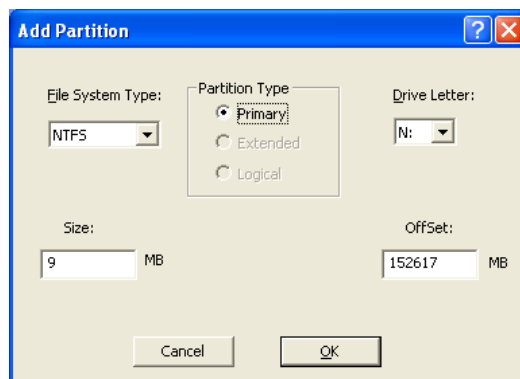 Add Partition
File System Type:
Partition Type
Drive Letter:
Primary
NTFS
N:
Extended
Logical
Size:
OffSet:
9 MB
152617 MB
Cancel
OK